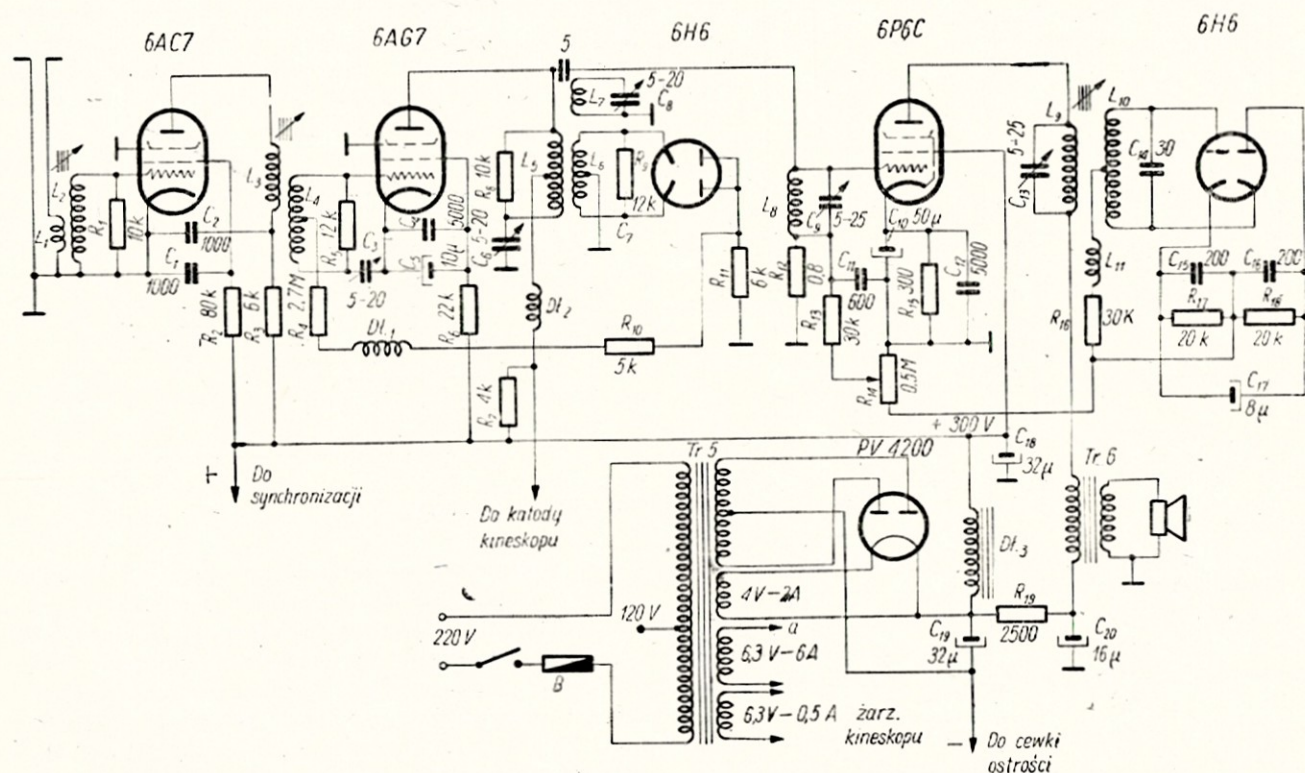 6AC7
6AG7
6H6
6P6C
6H6
L₁
L₂
R₁
10k
C₂
1000
C₁
1000
R₂
80k
L₃
R₃
6k
L₄
R₅
12k
C₃
5-20
R₄
2.7M
Dł.1
5000
10µ
R₆
22k
R₈
10k
C₆
5-20
L₅
L₆
5
L₇
5-20
C₈
R₉
12k
C₇
Dł.2
R₇
4k
R₁₀
5k
R₁₁
6k
L₈
C₉
5-25
R₁₂
0,8
C₁₁
600
R₁₃
30k
C₁₀
50µ
R₁₅
300
C₁₂
5000
R₁₄
0.5M
5-25
C₁₃
L₉
L₁₀
C₁₄
30
L₁₁
R₁₆
30K
C₁₅
200
C₁₆
200
R₁₇
20k
R₁₈
20k
C₁₇
8µ
+ 300 V
+
Do
synchronizacji
Do katody
kineskopu
Tr 5
PV 4200
C₁₈
32µ
Tr. 6
Dł.3
220 V
120 V
B
4V-2A
a
6,3 V-6A
6,3V-0,5 A żarz.
kineskopu
R₁₉
2500
C₁₉
32µ
C₂₀
16µ
− Do cewki
ostrości